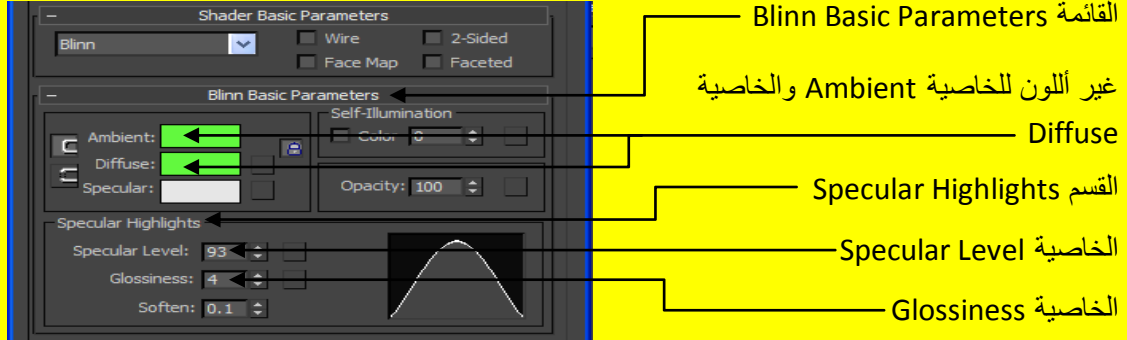 Shader Basic Parameters
Blinn
Wire
2-Sided
Face Map
Faceted
Blinn Basic Parameters
Self-Illumination
Ambient:
Color 0
Diffuse:
Specular:
Opacity: 100
Specular Highlights
Specular Level: 93
Glossiness: 4
Soften: 0.1
القائمة Blinn Basic Parameters
غير أللون للخاصية Ambient والخاصية
Diffuse
القسم Specular Highlights
الخاصية Specular Level
الخاصية Glossiness